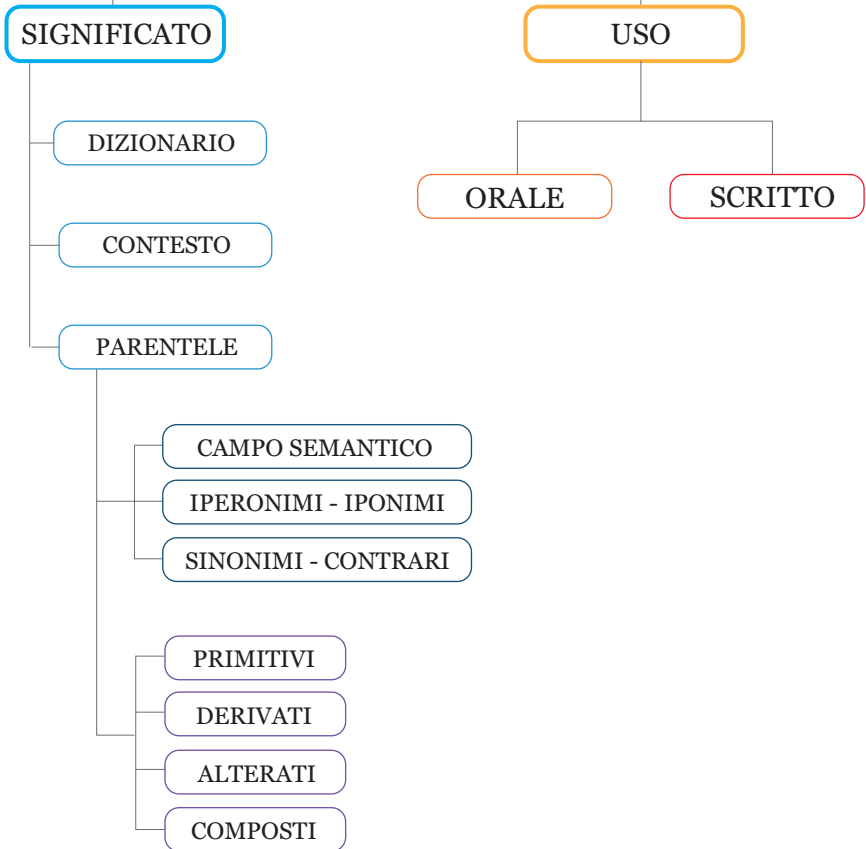 SIGNIFICATO
DIZIONARIO
CONTESTO
PARENTELE
CAMPO SEMANTICO
IPERONIMI - IPONIMI
SINONIMI - CONTRARI
PRIMITIVI
DERIVATI
ALTERATI
COMPOSTI
USO
ORALE
SCRITTO